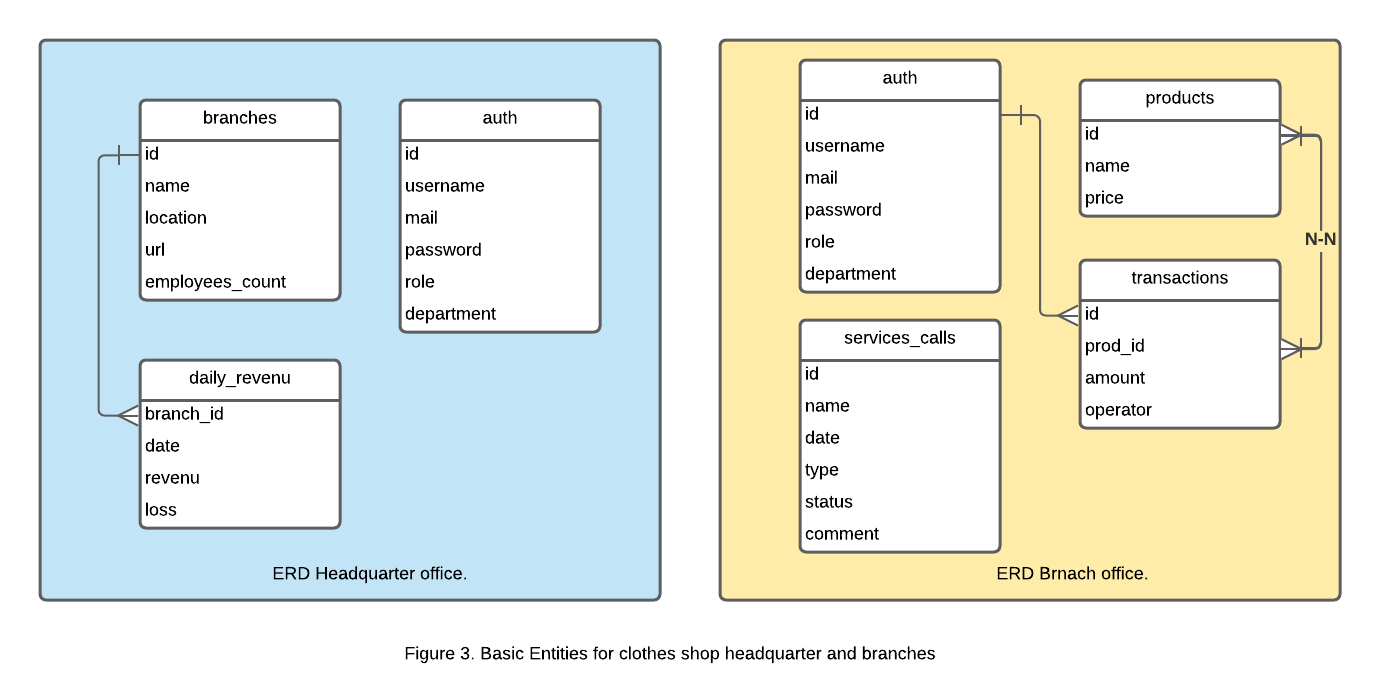 branches
id
name
location
url
employees_count
auth
id
username
mail
password
role
department
daily_revenu
branch_id
date
revenu
loss
ERD Headquarter office.
auth
id
username
mail
password
role
department
products
id
name
price
N-N
transactions
id
prod_id
amount
operator
services_calls
id
name
date
type
status
comment
ERD Brnach office.
Figure 3. Basic Entities for clothes shop headquarter and branches